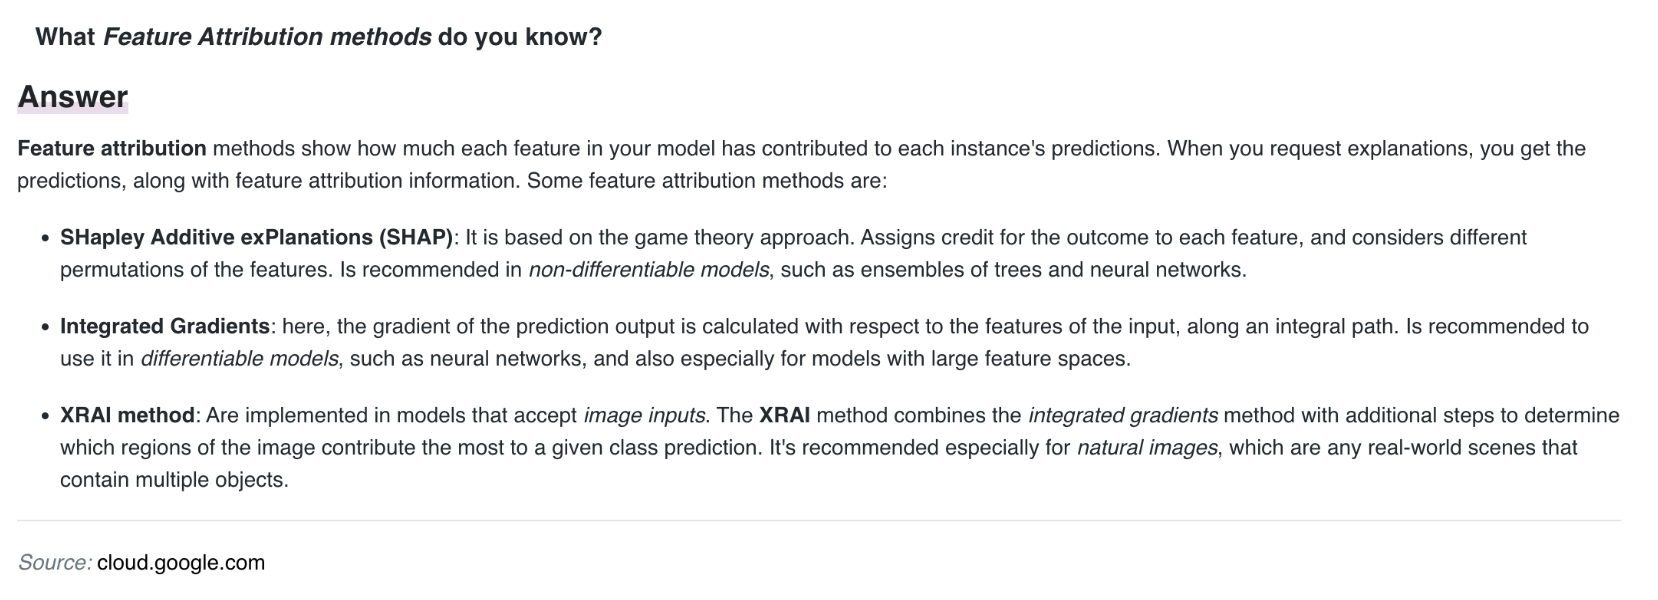 What Feature Attribution methods do you know?
Answer
Feature attribution methods show how much each feature in your model has contributed to each instance's predictions. When you request explanations, you get the
predictions, along with feature attribution information. Some feature attribution methods are:
• SHapley Additive exPlanations (SHAP): It is based on the game theory approach. Assigns credit for the outcome to each feature, and considers different
permutations of the features. Is recommended in non-differentiable models, such as ensembles of trees and neural networks.
• Integrated Gradients: here, the gradient of the prediction output is calculated with respect to the features of the input, along an integral path. Is recommended to
use it in differentiable models, such as neural networks, and also especially for models with large feature spaces.
• XRAI method: Are implemented in models that accept image inputs. The XRAI method combines the integrated gradients method with additional steps to determine
which regions of the image contribute the most to a given class prediction. It's recommended especially for natural images, which are any real-world scenes that
contain multiple objects.
Source: cloud.google.com